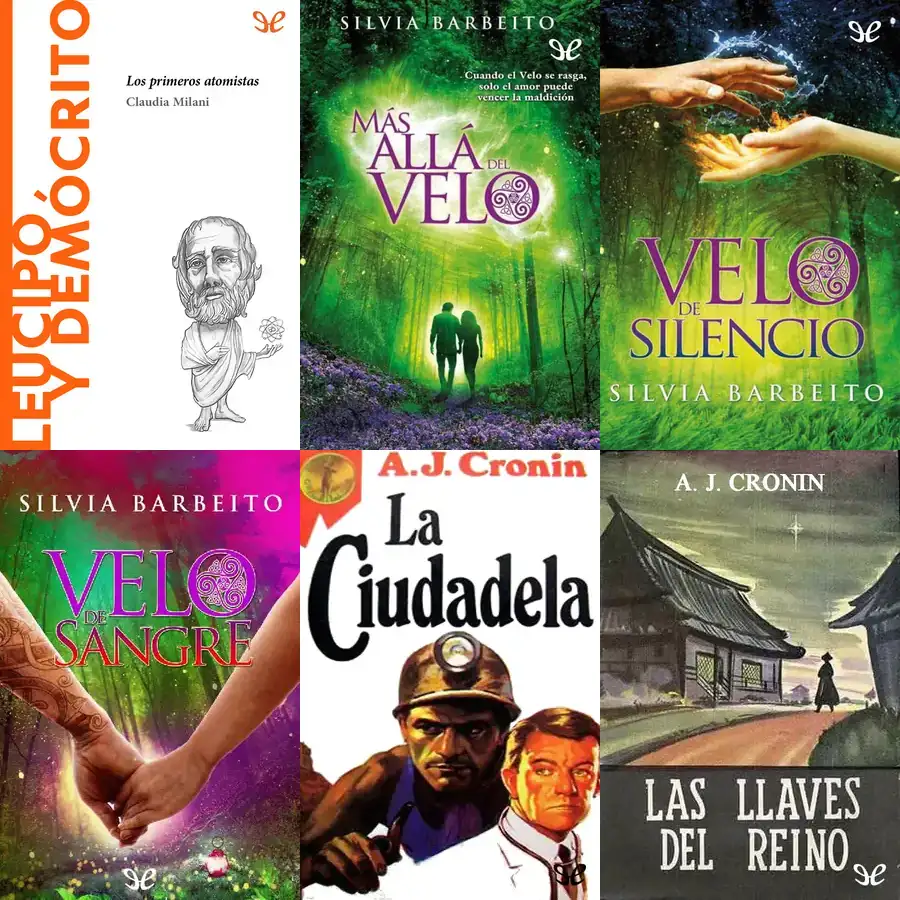 LEUCIPO
Y DEMÓCRITO
Los primeros atomistas
Claudia Milani
SILVIA BARBEITO
Cuando el Velo se rasga,
solo el amor puede
vencer la maldición
MÁS
ALLÁ DEL
VELO
VELO
DE
SILENCIO
SILVIA BARBEITO
SILVIA BARBEITO
VELO
DE
SANGRE
A.J. Cronin
La
Ciudadela
A. J. CRONIN
LAS LLAVES
DEL REINO